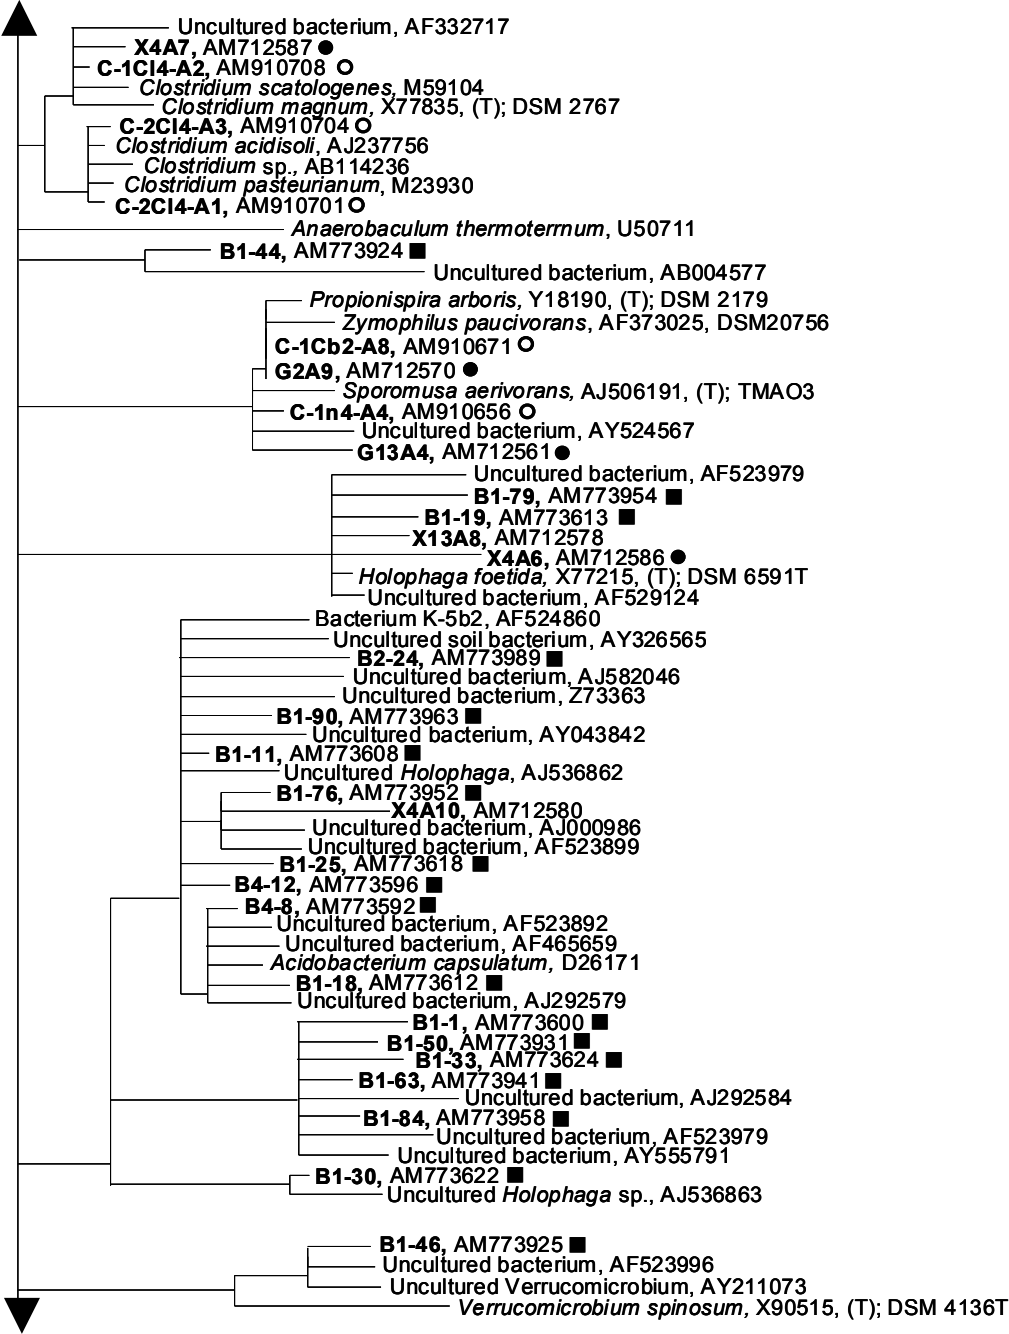 Uncultured bacterium, AF332717
X4A7, AM712587 ●
C-1Cl4-A2, AM910708 ○
Clostridium scatologenes, M59104
Clostridium magnum, X77835, (T); DSM 2767
C-2Cl4-A3, AM910704 ○
Clostridium acidisoli, AJ237756
Clostridium sp., AB114236
Clostridium pasteurianum, M23930
C-2Cl4-A1, AM910701 ○
Anaerobaculum thermoterrnum, U50711
B1-44, AM773924 ■
Uncultured bacterium, AB004577
Propionispira arboris, Y18190, (T); DSM 2179
Zymophilus paucivorans, AF373025, DSM20756
C-1Cb2-A8, AM910671 ○
G2A9, AM712570 ●
Sporomusa aerivorans, AJ506191, (T); TMAO3
C-1n4-A4, AM910656 ○
Uncultured bacterium, AY524567
G13A4, AM712561 ●
Uncultured bacterium, AF523979
B1-79, AM773954 ■
B1-19, AM773613 ■
X13A8, AM712578
X4A6, AM712586 ●
Holophaga foetida, X77215, (T); DSM 6591T
Uncultured bacterium, AF529124
Bacterium K-5b2, AF524860
Uncultured soil bacterium, AY326565
B2-24, AM773989 ■
Uncultured bacterium, AJ582046
Uncultured bacterium, Z73363
B1-90, AM773963 ■
Uncultured bacterium, AY043842
B1-11, AM773608 ■
Uncultured Holophaga, AJ536862
B1-76, AM773952 ■
X4A10, AM712580
Uncultured bacterium, AJ000986
Uncultured bacterium, AF523899
B1-25, AM773618 ■
B4-12, AM773596 ■
B4-8, AM773592 ■
Uncultured bacterium, AF523892
Uncultured bacterium, AF465659
Acidobacterium capsulatum, D26171
B1-18, AM773612 ■
Uncultured bacterium, AJ292579
B1-1, AM773600 ■
B1-50, AM773931 ■
B1-33, AM773624 ■
B1-63, AM773941 ■
Uncultured bacterium, AJ292584
B1-84, AM773958 ■
Uncultured bacterium, AF523979
Uncultured bacterium, AY555791
B1-30, AM773622 ■
Uncultured Holophaga sp., AJ536863
B1-46, AM773925 ■
Uncultured bacterium, AF523996
Uncultured Verrucomicrobium, AY211073
Verrucomicrobium spinosum, X90515, (T); DSM 4136T